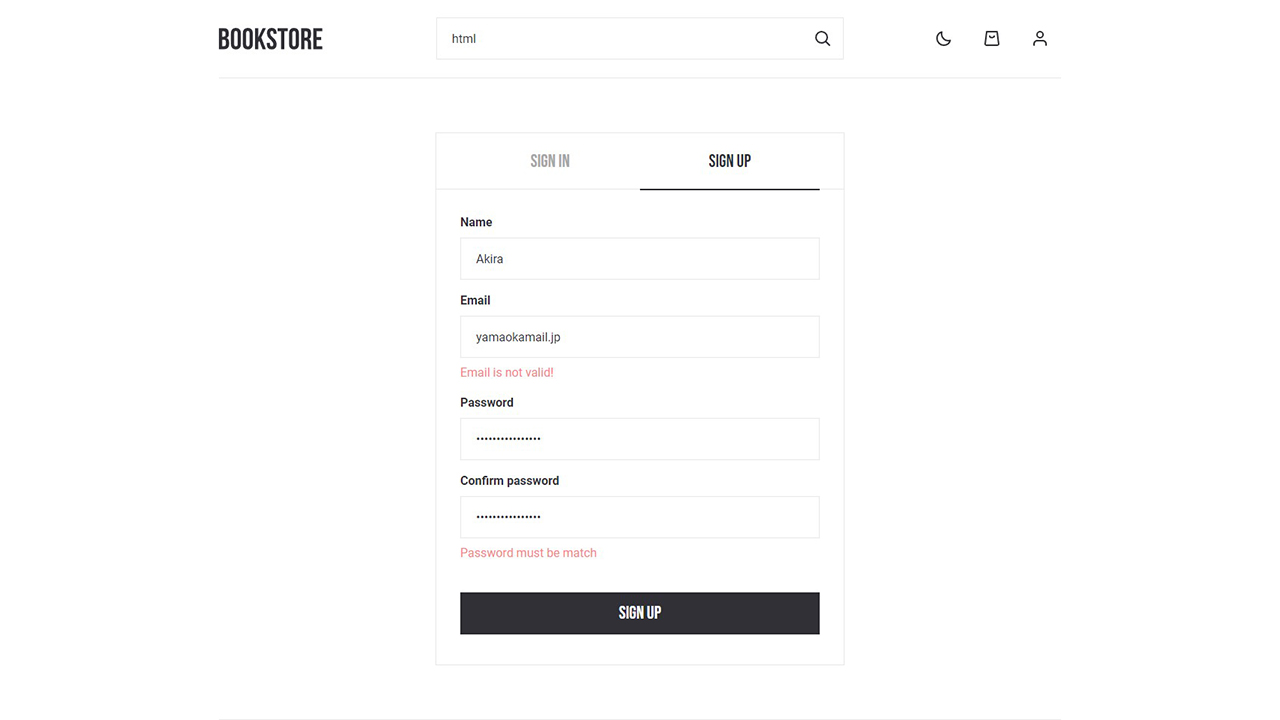 BOOKSTORE
html
SIGN IN
SIGN UP
Name
Akira
Email
yamaokamail.jp
Email is not valid!
Password
••••••••••••••••
Confirm password
••••••••••••••••
Password must be match
SIGN UP